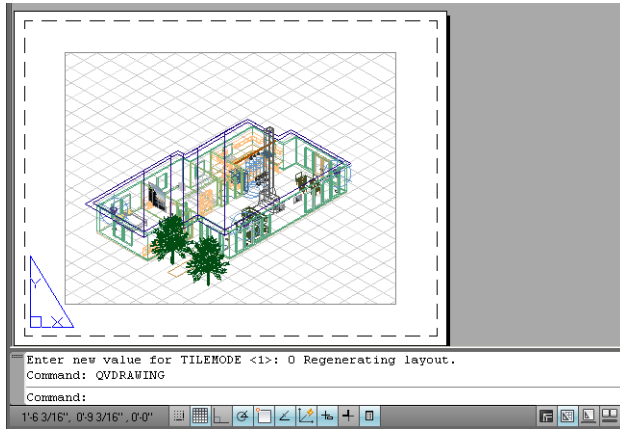 Y
X
Enter new value for TILEMODE <1>: 0 Regenerating layout.
Command: QVDRAWING
Command:
1'-6 3/16", 0'-9 3/16" , 0'-0"